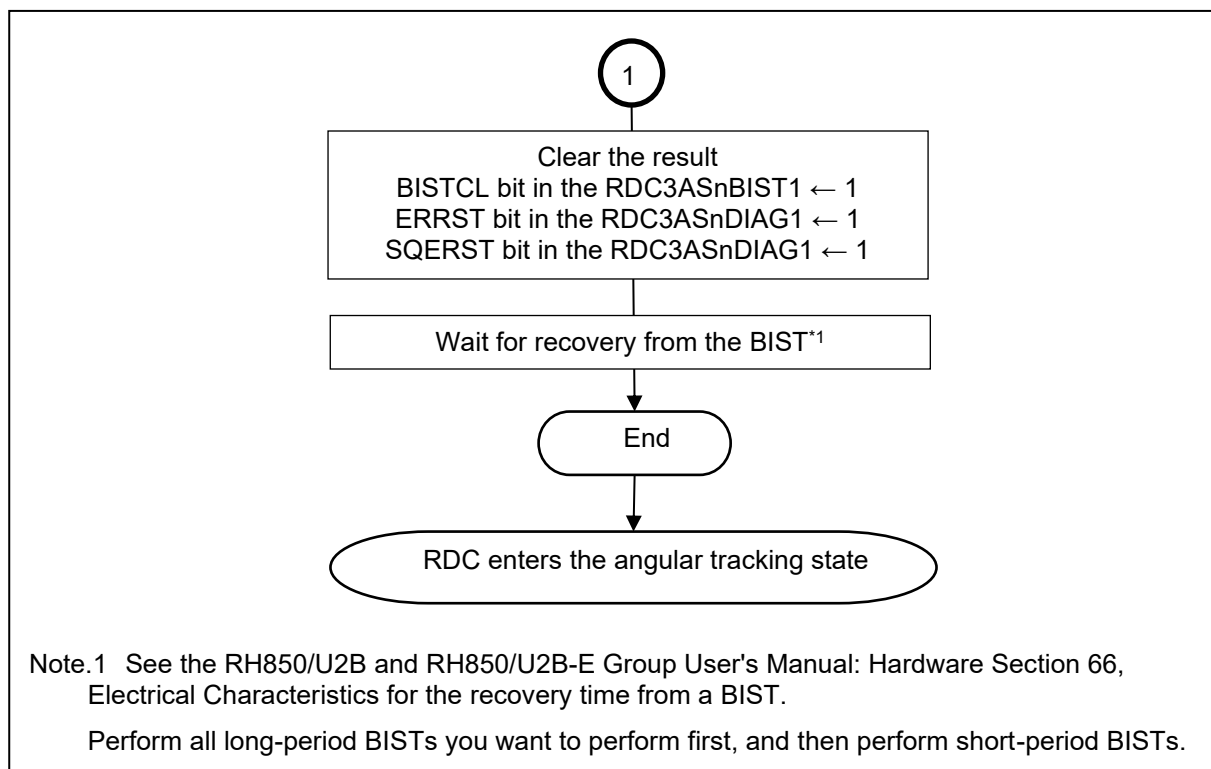 1
Clear the result
BISTCL bit in the RDC3ASnBIST1 ← 1
ERRST bit in the RDC3ASnDIAG1 ← 1
SQERST bit in the RDC3ASnDIAG1 ← 1
Wait for recovery from the BIST*1
End
RDC enters the angular tracking state
Note.1 See the RH850/U2B and RH850/U2B-E Group User's Manual: Hardware Section 66,
Electrical Characteristics for the recovery time from a BIST.
Perform all long-period BISTs you want to perform first, and then perform short-period BISTs.